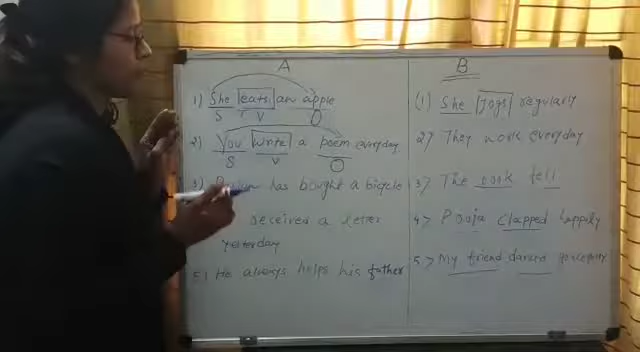 A
1) She eats an apple
S V O
2) You write a poem everyday
S V O
3) has bought a bicycle
received a letter
yesterday
5) He always helps his father
B
(1) She jogs regularly
2) They work everyday
3) The book fell
4) Pooja clapped happily
5) My friend danced gracefully